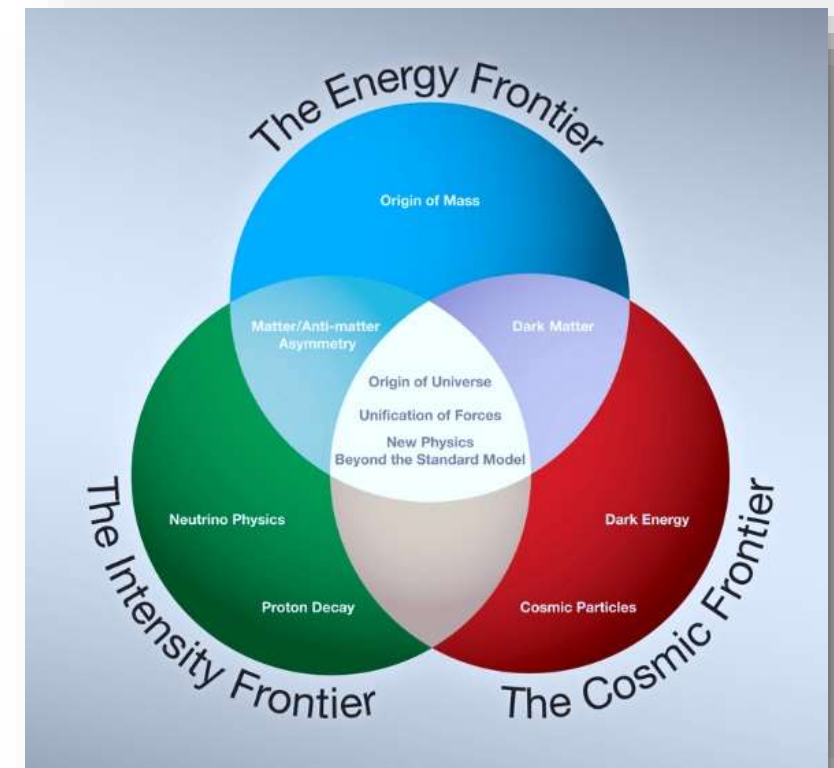 The Energy Frontier
Origin of Mass
Matter/Anti-matter
Asymmetry
Dark Matter
Origin of Universe
Unification of Forces
New Physics
Beyond the Standard Model
Neutrino Physics
Dark Energy
Proton Decay
Cosmic Particles
The Intensity Frontier
The Cosmic Frontier